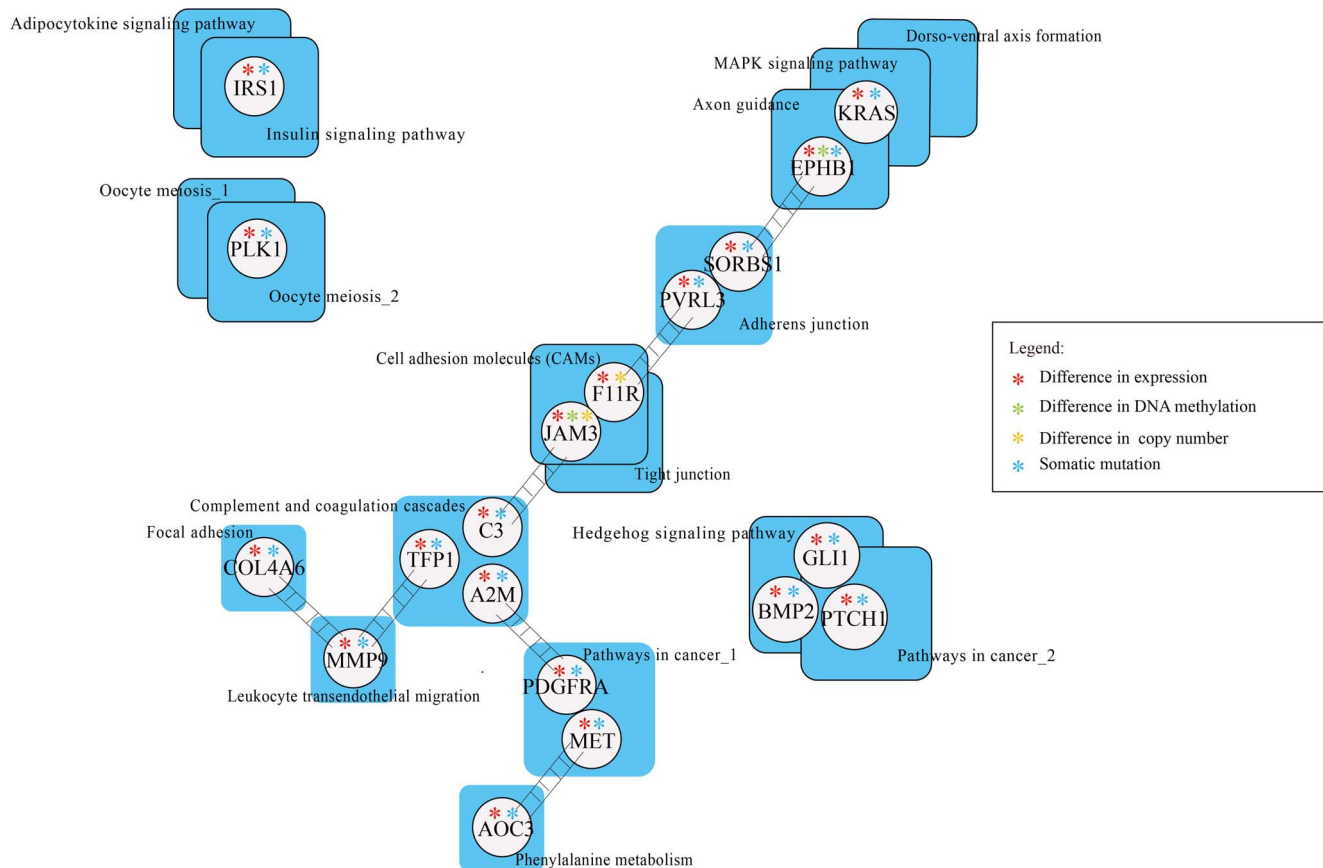 Adipocytokine signaling pathway
* *
IRS1
Insulin signaling pathway
Oocyte meiosis_1
* *
PLK1
Oocyte meiosis_2
Dorso-ventral axis formation
MAPK signaling pathway
* *
KRAS
Axon guidance
* * *
EPHB1
* *
SORBS1
* *
PVRL3
Adherens junction
Cell adhesion molecules (CAMs)
* *
F11R
* * *
JAM3
Tight junction
Legend:
* Difference in expression
* Difference in DNA methylation
* Difference in copy number
* Somatic mutation
Complement and coagulation cascades
* *
C3
* *
TFP1
* *
A2M
Focal adhesion
* *
COL4A6
* *
MMP9
Leukocyte transendothelial migration
Hedgehog signaling pathway
* *
GLI1
* *
BMP2
* *
PTCH1
Pathways in cancer_2
Pathways in cancer_1
* *
PDGFRA
* *
MET
* *
AOC3
Phenylalanine metabolism